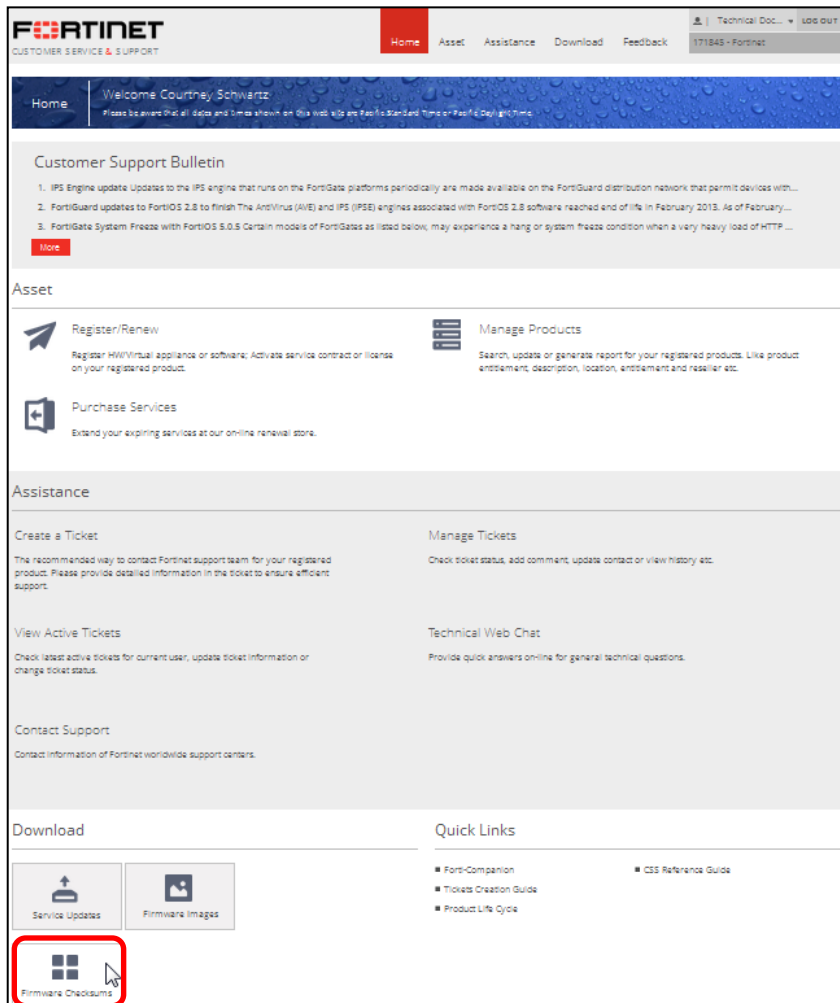 FORTINET
CUSTOMER SERVICE & SUPPORT
Home Asset Assistance Download Feedback
| Technical Doc... LOG OUT
171845 - Fortinet
Home
Welcome Courtney Schwartz
Please be aware that all dates and times shown on this web site are Pacific Standard Time or Pacific Daylight Time.
Customer Support Bulletin
1. IPS Engine update Updates to the IPS engine that runs on the FortiGate platforms periodically are made available on the FortiGuard distribution network that permit devices with...
2. FortiGuard updates to FortiOS 2.8 to finish The AntiVirus (AVE) and IPS (IPSE) engines associated with FortiOS 2.8 software reached end of life in February 2013. As of February...
3. FortiGate System Freeze with FortiOS 5.0.5 Certain models of FortiGates as listed below, may experience a hang or system freeze condition when a very heavy load of HTTP ...
More
Asset
Register/Renew
Register HW/Virtual appliance or software; Activate service contract or license
on your registered product.
Manage Products
Search, update or generate report for your registered products. Like product
entitlement, description, location, entitlement and reseller etc.
Purchase Services
Extend your expiring services at our on-line renewal store.
Assistance
Create a Ticket
The recommended way to contact Fortinet support team for your registered
product. Please provide detailed information in the ticket to ensure efficient
support.
Manage Tickets
Check ticket status, add comment, update contact or view history etc.
View Active Tickets
Check latest active tickets for current user, update ticket information or
change ticket status.
Technical Web Chat
Provide quick answers on-line for general technical questions.
Contact Support
Contact information of Fortinet worldwide support centers.
Download
Service Updates
Firmware Images
Firmware Checksums
Quick Links
Forti-Companion
Tickets Creation Guide
Product Life Cycle
CSS Reference Guide